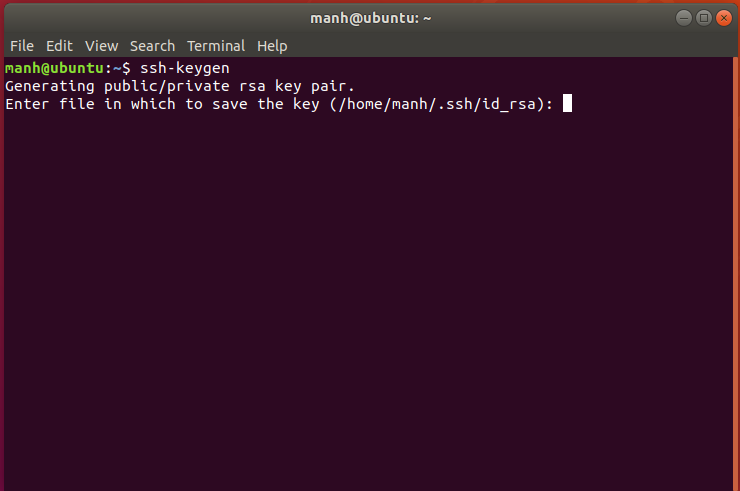 manh@ubuntu: ~
File Edit View Search Terminal Help
manh@ubuntu:~$ ssh-keygen
Generating public/private rsa key pair.
Enter file in which to save the key (/home/manh/.ssh/id_rsa):